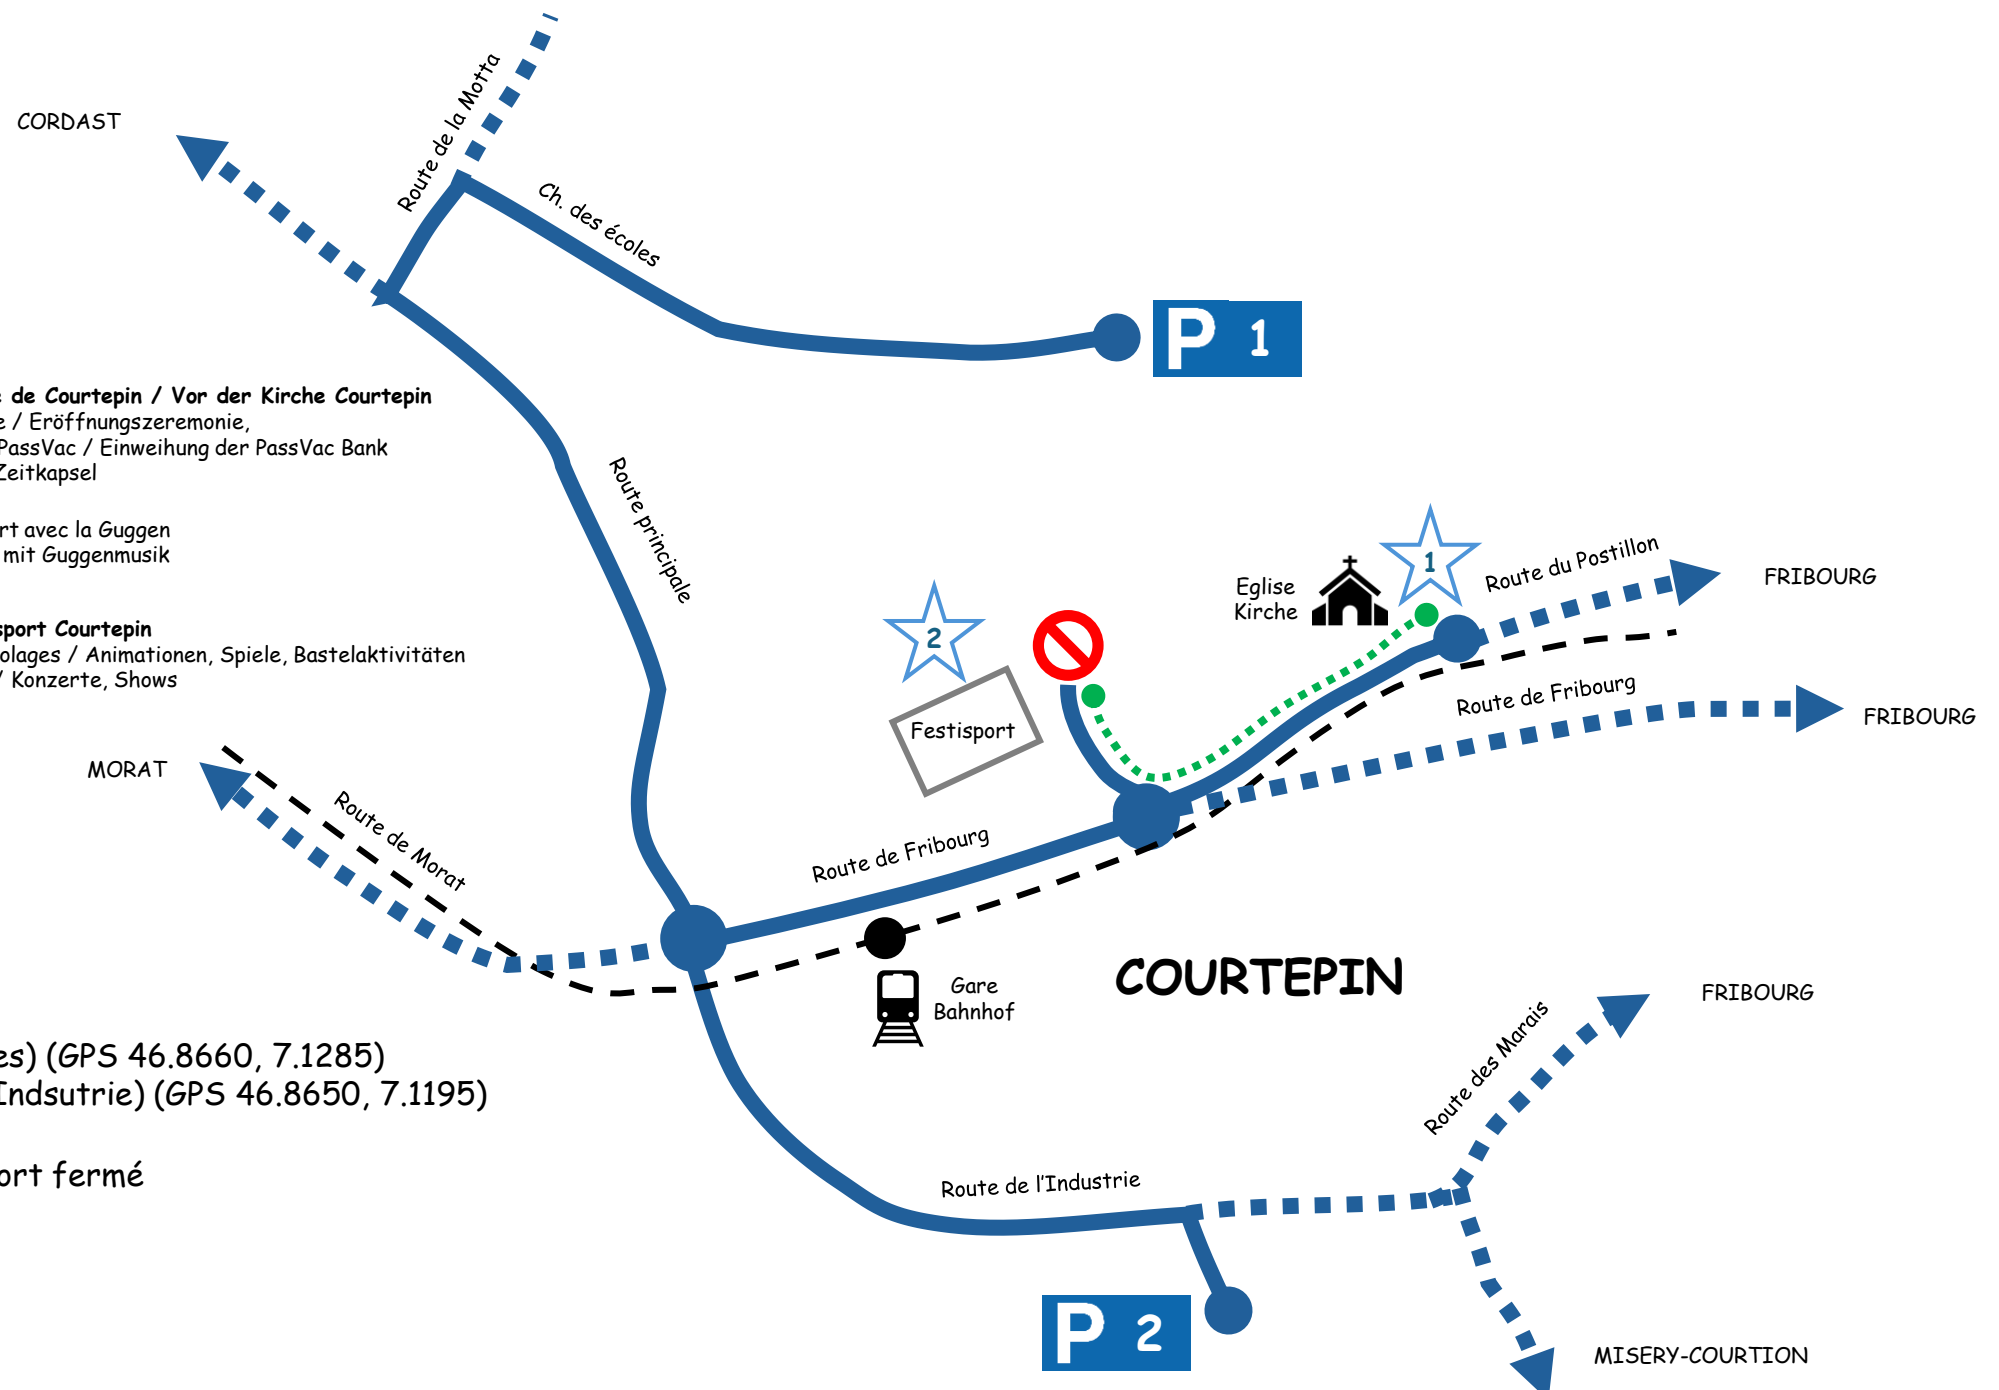 CORDAST
Route de la Motta
Ch. des écoles
P 1
de Courtepin / Vor der Kirche Courtepin
e / Eröffnungszeremonie,
PassVac / Einweihung der PassVac Bank
Zeitkapsel
rt avec la Guggen
mit Guggenmusik
sport Courtepin
olages / Animationen, Spiele, Bastelaktivitäten
/ Konzerte, Shows
Route principale
2
Festisport
Eglise
Kirche
1
Route du Postillon
FRIBOURG
Route de Fribourg
FRIBOURG
MORAT
Route de Morat
Route de Fribourg
Gare
Bahnhof
COURTEPIN
es) (GPS 46.8660, 7.1285)
Indsutrie) (GPS 46.8650, 7.1195)
ort fermé
Route de l'Industrie
Route des Marais
FRIBOURG
P 2
MISERY-COURTION